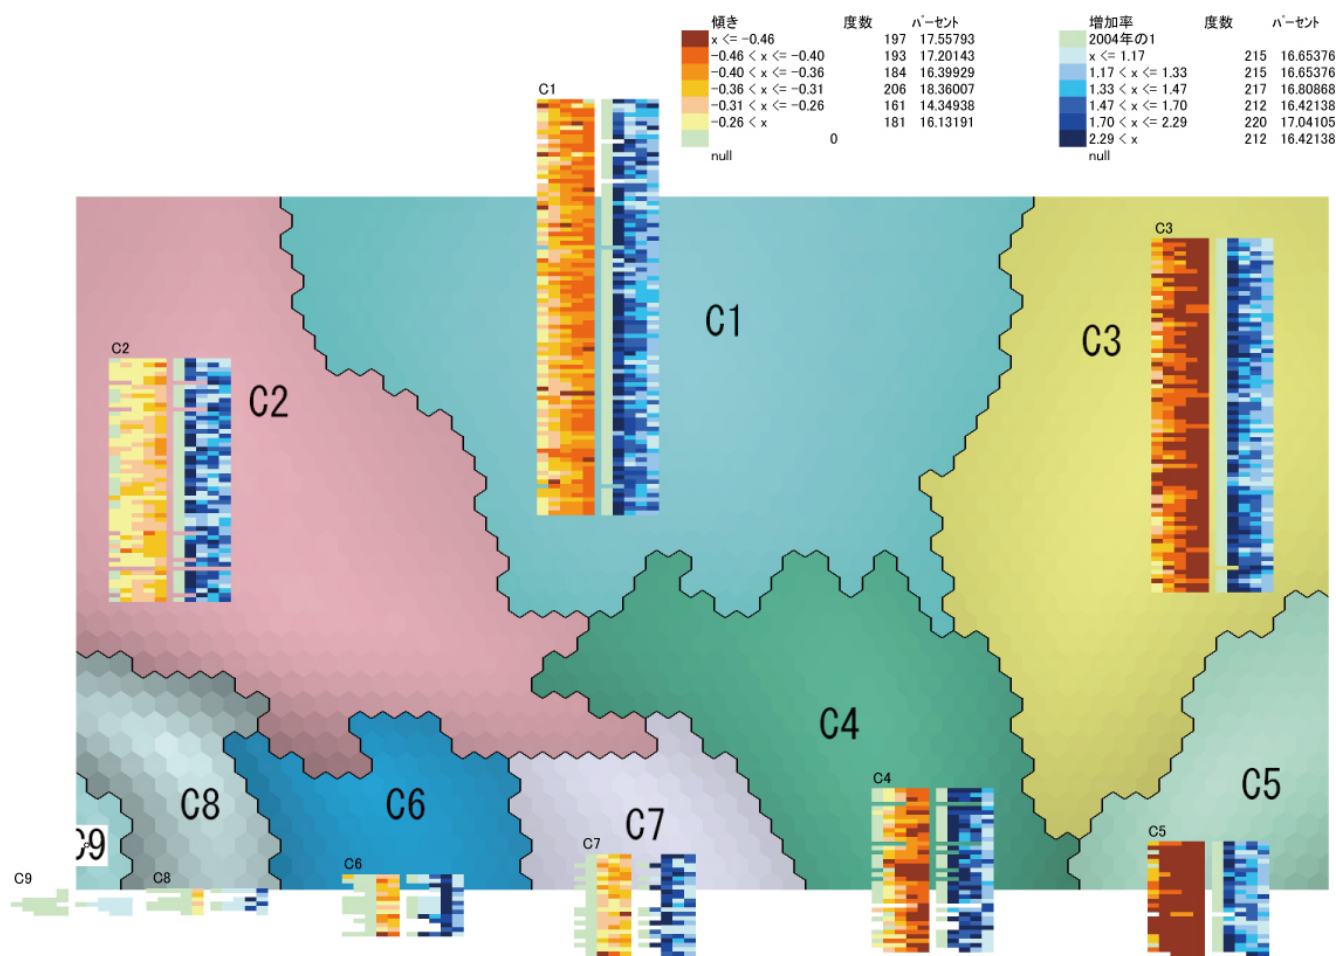 傾き 度数 パーセント
x <= -0.46 197 17.55793
-0.46 < x <= -0.40 193 17.20143
-0.40 < x <= -0.36 184 16.39929
-0.36 < x <= -0.31 206 18.36007
-0.31 < x <= -0.26 161 14.34938
-0.26 < x 181 16.13191
0
null
増加率 度数 パーセント
2004年の1
x <= 1.17 215 16.65376
1.17 < x <= 1.33 215 16.65376
1.33 < x <= 1.47 217 16.80868
1.47 < x <= 1.70 212 16.42138
1.70 < x <= 2.29 220 17.04105
2.29 < x 212 16.42138
null
C1
C3
C1
C3
C2
C2
C4
C5
C4
C8
C6
C7
C9
C5
C7
C6
C9
C8